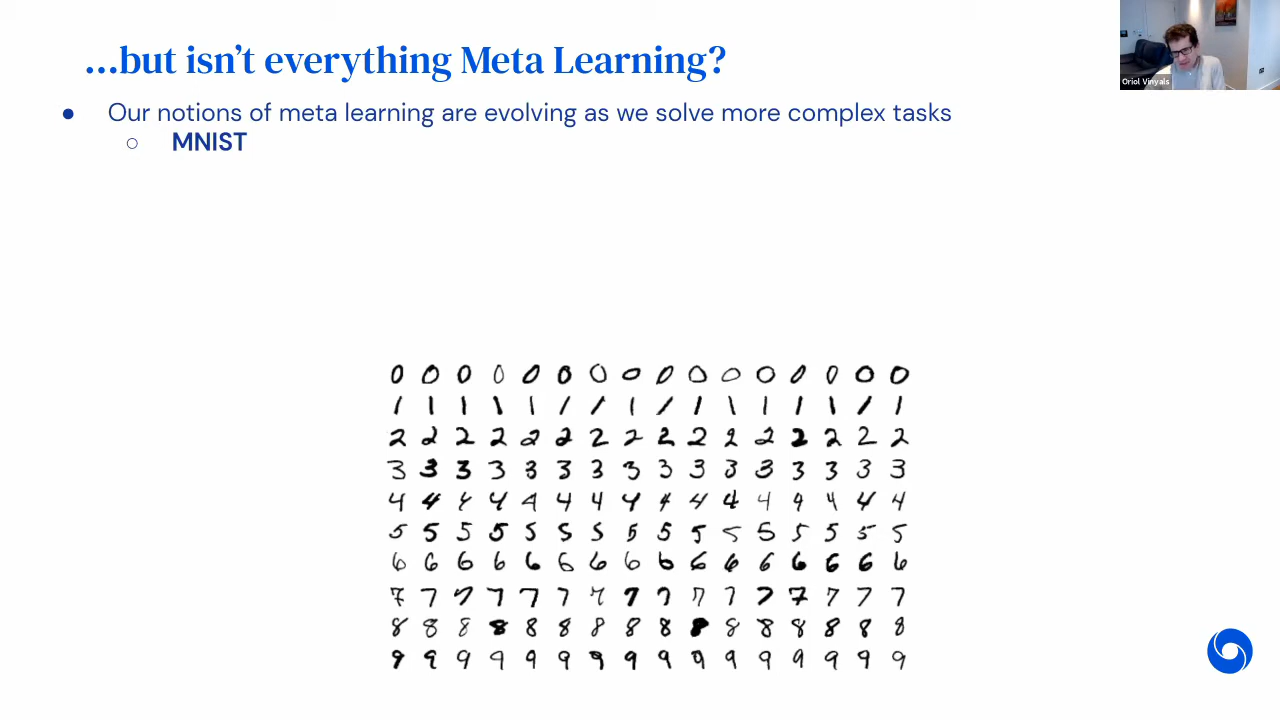 ...but isn't everything Meta Learning?
Oriol Vinyals
● Our notions of meta learning are evolving as we solve more complex tasks
○ MNIST
0 0 0 0 0 0 0 0 0 0 0 0 0 0 0 0
1 1 1 1 1 1 1 1 1 1 1 1 1 1 1 1
2 2 2 2 2 2 2 2 2 2 2 2 2 2 2 2
3 3 3 3 3 3 3 3 3 3 3 3 3 3 3 3
4 4 4 4 4 4 4 4 4 4 4 4 4 4 4 4
5 5 5 5 5 5 5 5 5 5 5 5 5 5 5 5
6 6 6 6 6 6 6 6 6 6 6 6 6 6 6 6
7 7 7 7 7 7 7 7 7 7 7 7 7 7 7 7
8 8 8 8 8 8 8 8 8 8 8 8 8 8 8 8
9 9 9 9 9 9 9 9 9 9 9 9 9 9 9 9